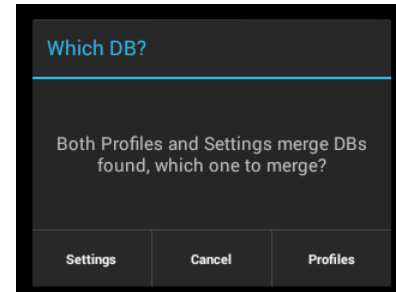 Which DB?
Both Profiles and Settings merge DBs
found, which one to merge?
Settings
Cancel
Profiles